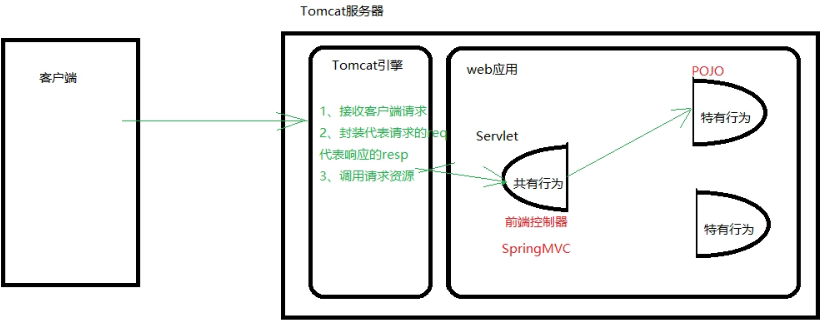 Tomcat服务器
客户端
Tomcat引擎
1、接收客户端请求
2、封装代表请求的req
代表响应的resp
3、调用请求资源
web应用
Servlet
共有行为
前端控制器
SpringMVC
POJO
特有行为
特有行为